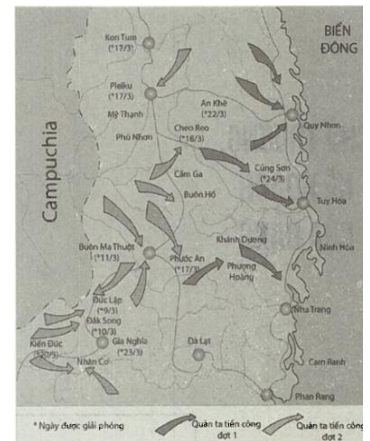 Kon Tum
(*17/3)
BIỂN
ĐÔNG
Pleiku
(*17/3)
An Khê
(*22/3)
Mỹ Thạnh
Quy Nhơn
Phú Nhơn
Cheo Reo
(*18/3)
Campuchia
Cẩm Ga
Củng Sơn
(*24/3)
Buôn Hồ
Tuy Hòa
Buôn Ma Thuột
(*11/3)
Khánh Dương
Ninh Hòa
Phước An
(*17/3)
Phượng
Hoàng
Đức Lập
(*9/3)
Nha Trang
Đăk Song
(*10/3)
Kiến Đức
Gia Nghĩa
(*23/3)
Đà Lạt
Nhân Cơ
Cam Ranh
Phan Rang
* Ngày được giải phóng
Quân ta tiến công
đợt 1
Quân ta tiến công
đợt 2